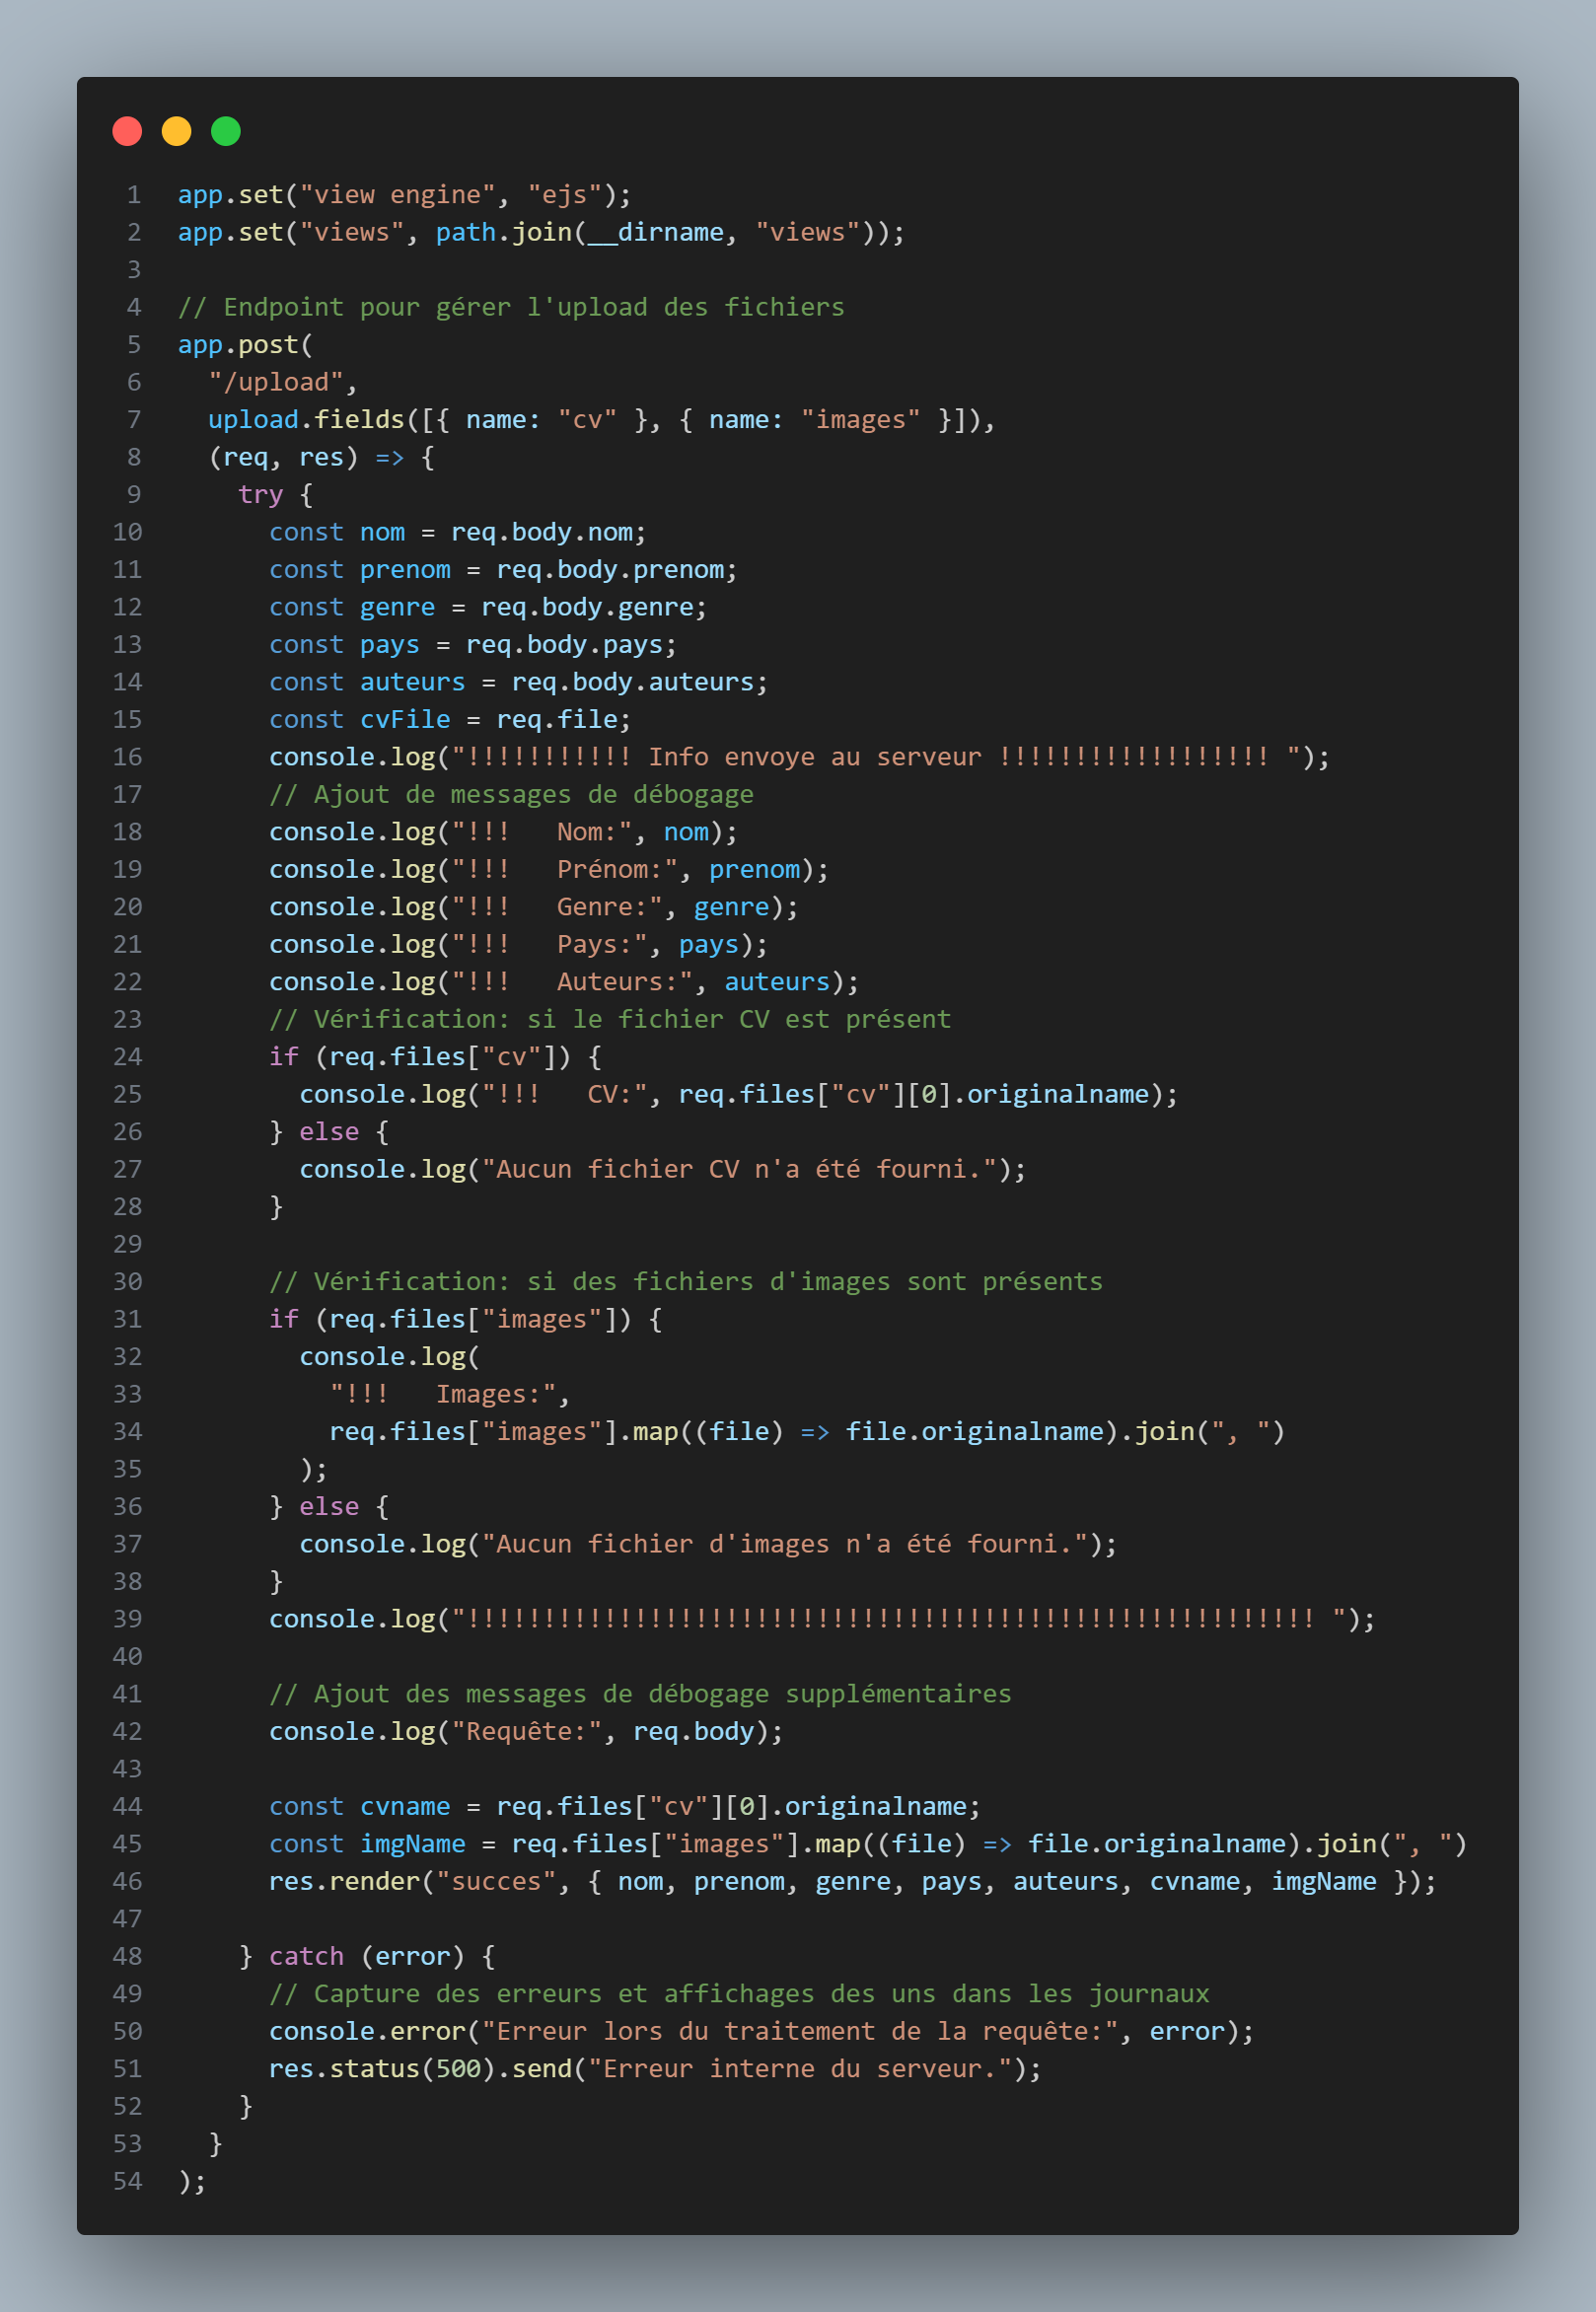 1 app.set("view engine", "ejs");
2 app.set("views", path.join(__dirname, "views"));
3
4 // Endpoint pour gérer l'upload des fichiers
5 app.post(
6   "/upload",
7   upload.fields([{ name: "cv" }, { name: "images" }]),
8   (req, res) => {
9     try {
10       const nom = req.body.nom;
11       const prenom = req.body.prenom;
12       const genre = req.body.genre;
13       const pays = req.body.pays;
14       const auteurs = req.body.auteurs;
15       const cvFile = req.file;
16       console.log("!!!!!!!!!!! Info envoye au serveur !!!!!!!!!!!!!!!!!! ");
17       // Ajout de messages de débogage
18       console.log("!!!   Nom:", nom);
19       console.log("!!!   Prénom:", prenom);
20       console.log("!!!   Genre:", genre);
21       console.log("!!!   Pays:", pays);
22       console.log("!!!   Auteurs:", auteurs);
23       // Vérification: si le fichier CV est présent
24       if (req.files["cv"]) {
25         console.log("!!!   CV:", req.files["cv"][0].originalname);
26       } else {
27         console.log("Aucun fichier CV n'a été fourni.");
28       }
29
30       // Vérification: si des fichiers d'images sont présents
31       if (req.files["images"]) {
32         console.log(
33           "!!!   Images:",
34           req.files["images"].map((file) => file.originalname).join(", ")
35         );
36       } else {
37         console.log("Aucun fichier d'images n'a été fourni.");
38       }
39       console.log("!!!!!!!!!!!!!!!!!!!!!!!!!!!!!!!!!!!!!!!!!!!!!!!!!!!!!!!! ");
40
41       // Ajout des messages de débogage supplémentaires
42       console.log("Requête:", req.body);
43
44       const cvname = req.files["cv"][0].originalname;
45       const imgName = req.files["images"].map((file) => file.originalname).join(", ")
46       res.render("succes", { nom, prenom, genre, pays, auteurs, cvname, imgName });
47
48     } catch (error) {
49       // Capture des erreurs et affichages des uns dans les journaux
50       console.error("Erreur lors du traitement de la requête:", error);
51       res.status(500).send("Erreur interne du serveur.");
52     }
53   }
54 );